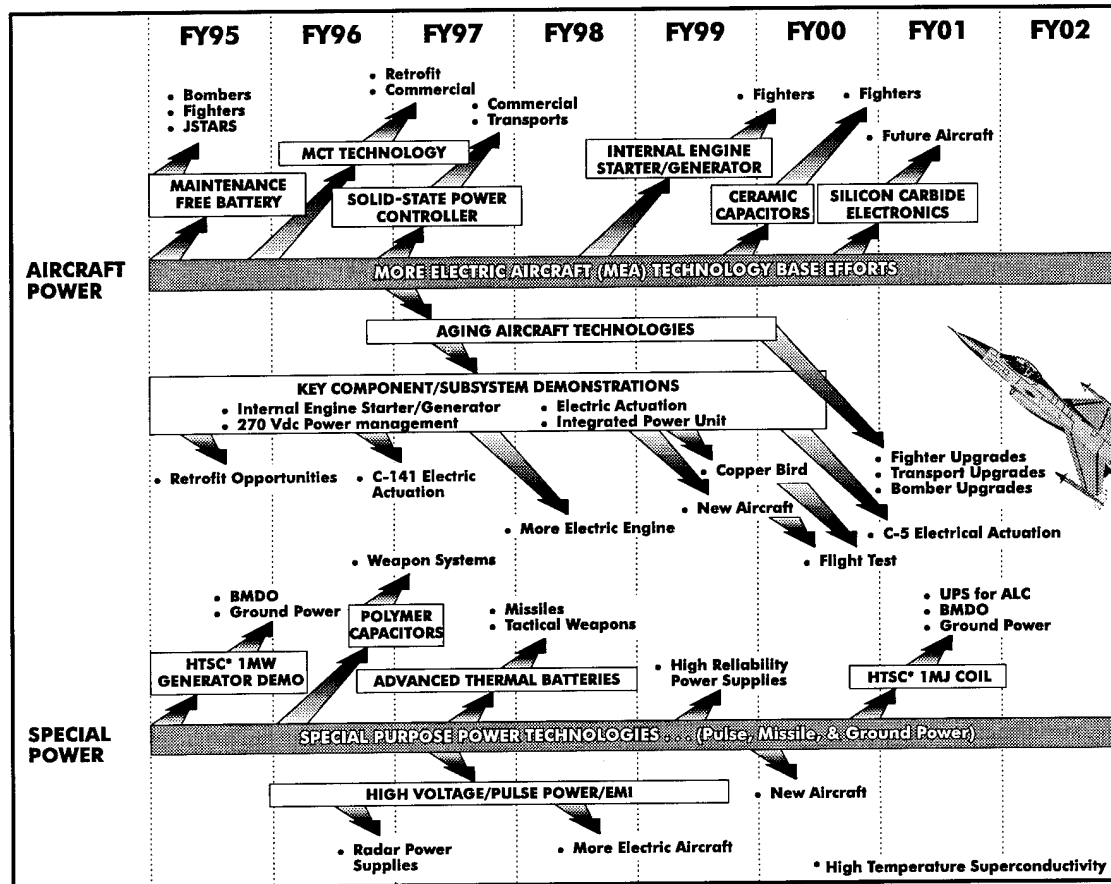 FY95 FY96 FY97 FY98 FY99 FY00 FY01 FY02
• Bombers
• Fighters
• JSTARS
• Retrofit
• Commercial
• Commercial
• Transports
• Fighters
• Fighters
• Future Aircraft
MAINTENANCE
FREE BATTERY
MCT TECHNOLOGY
SOLID-STATE POWER
CONTROLLER
INTERNAL ENGINE
STARTER/GENERATOR
CERAMIC
CAPACITORS
SILICON CARBIDE
ELECTRONICS
AIRCRAFT
POWER
MORE ELECTRIC AIRCRAFT (MEA) TECHNOLOGY BASE EFFORTS
AGING AIRCRAFT TECHNOLOGIES
KEY COMPONENT/SUBSYSTEM DEMONSTRATIONS
• Internal Engine Starter/Generator
• 270 Vdc Power management
• Electric Actuation
• Integrated Power Unit
• Retrofit Opportunities
• C-141 Electric
Actuation
• More Electric Engine
• Copper Bird
• New Aircraft
• Flight Test
• Fighter Upgrades
• Transport Upgrades
• Bomber Upgrades
• C-5 Electrical Actuation
• BMDO
• Ground Power
• Weapon Systems
• Missiles
• Tactical Weapons
• High Reliability
Power Supplies
• UPS for ALC
• BMDO
• Ground Power
HTSC* 1MW
GENERATOR DEMO
POLYMER
CAPACITORS
ADVANCED THERMAL BATTERIES
HTSC* 1MJ COIL
SPECIAL
POWER
SPECIAL PURPOSE POWER TECHNOLOGIES . . . (Pulse, Missile, & Ground Power)
HIGH VOLTAGE/PULSE POWER/EMI
• New Aircraft
• Radar Power
Supplies
• More Electric Aircraft
* High Temperature Superconductivity